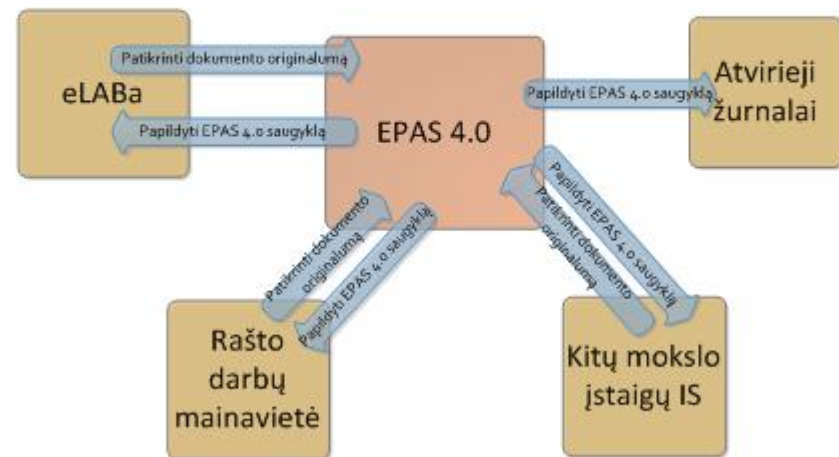 eLABa
Patikrinti dokumento originalumą
Papildyti EPAS 4.0 saugyklą
EPAS 4.0
Papildyti EPAS 4.0 saugyklą
Atvirieji
žurnalai
Patikrinti dokumento
originalumą
Papildyti EPAS 4.0 saugyklą
Papildyti EPAS 4.0 saugyklą
Patikrinti dokumento
originalumą
Rašto
darbų
mainavietė
Kitų mokslo
įstaigų IS